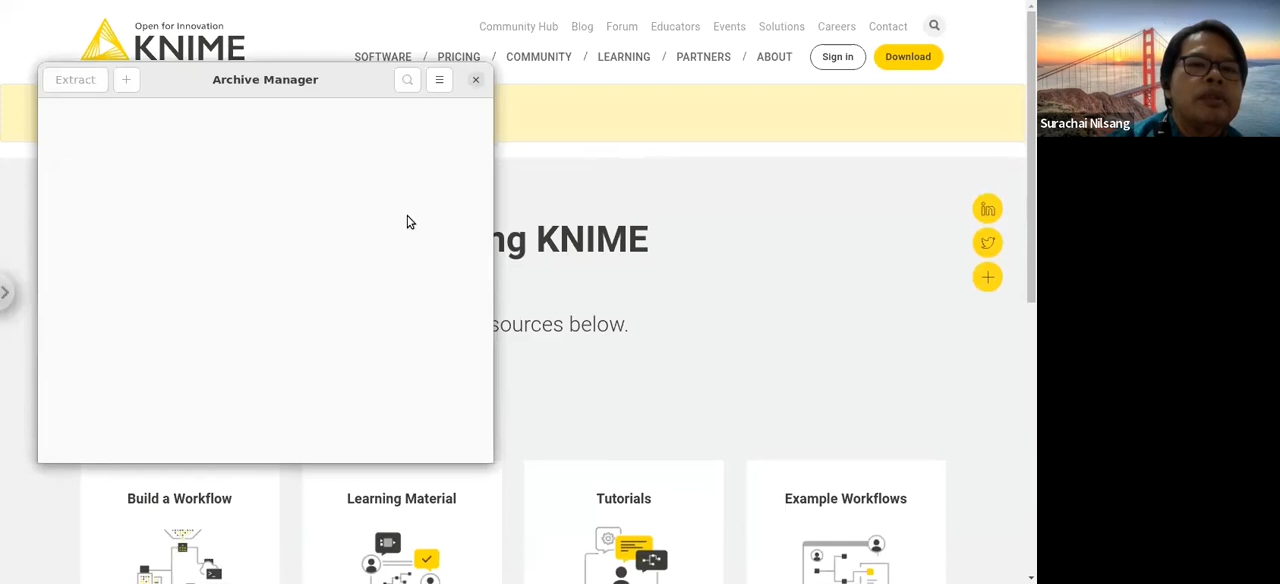 Open for Innovation
KNIME
Community Hub Blog Forum Educators Events Solutions Careers Contact
SOFTWARE / PRICING / COMMUNITY / LEARNING / PARTNERS / ABOUT
Sign in
Download
Extract
Archive Manager
ng KNIME
sources below.
Build a Workflow
Learning Material
Tutorials
Example Workflows
Surachai Nilsang